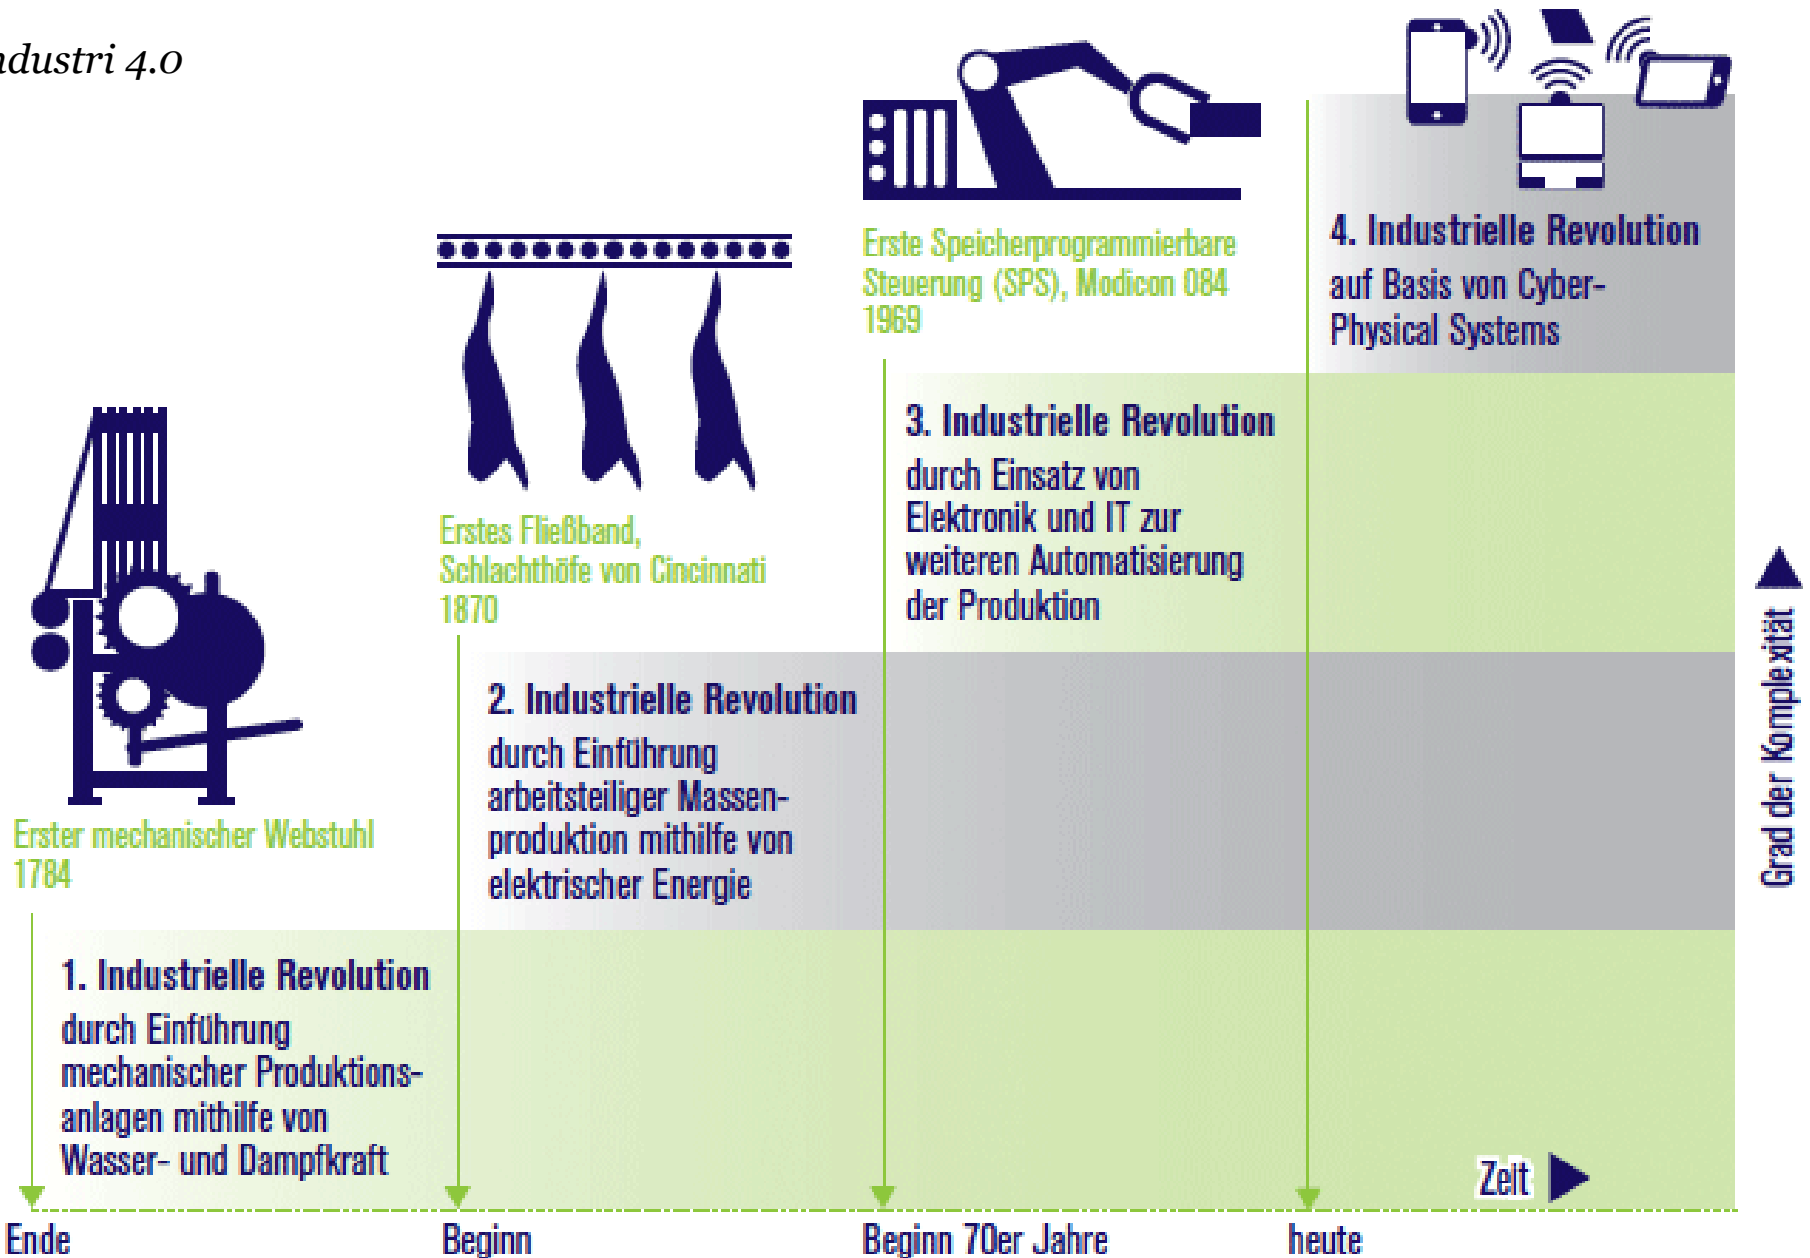 ndustri 4.0
Erste Speicherprogrammierbare
Steuerung (SPS), Modicon 084
1969
4. Industrielle Revolution
auf Basis von Cyber-
Physical Systems
3. Industrielle Revolution
durch Einsatz von
Elektronik und IT zur
weiteren Automatisierung
der Produktion
Erstes Fließband,
Schlachthöfe von Cincinnati
1870
2. Industrielle Revolution
durch Einführung
arbeitsteiliger Massen-
produktion mithilfe von
elektrischer Energie
Erster mechanischer Webstuhl
1784
1. Industrielle Revolution
durch Einführung
mechanischer Produktions-
anlagen mithilfe von
Wasser- und Dampfkraft
Grad der Komplexität
Zeit
Ende
Beginn
Beginn 70er Jahre
heute